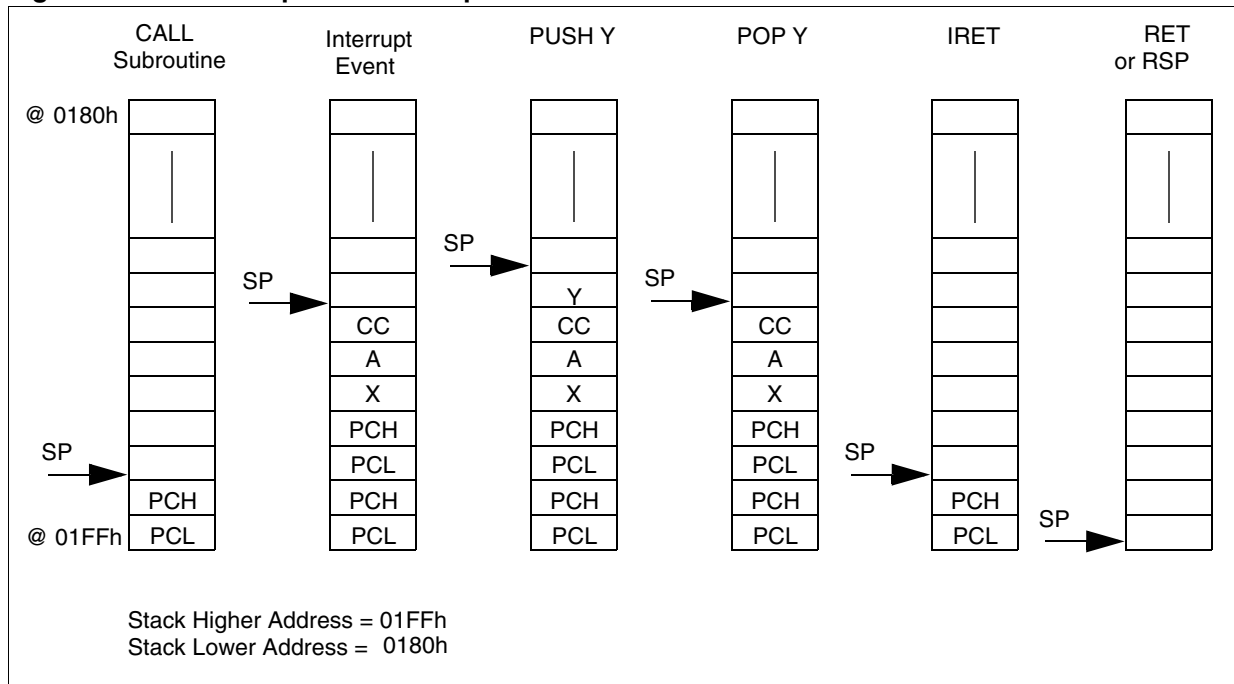 CALL
Subroutine
Interrupt
Event
PUSH Y
POP Y
IRET
RET
or RSP
@ 0180h
SP
SP
SP
Y
CC
CC
CC
A
A
A
X
X
X
PCH
PCH
PCH
SP
SP
PCL
PCL
PCL
PCH
PCH
PCH
PCH
PCH
SP
@ 01FFh
PCL
PCL
PCL
PCL
PCL
Stack Higher Address = 01FFh
Stack Lower Address = 0180h